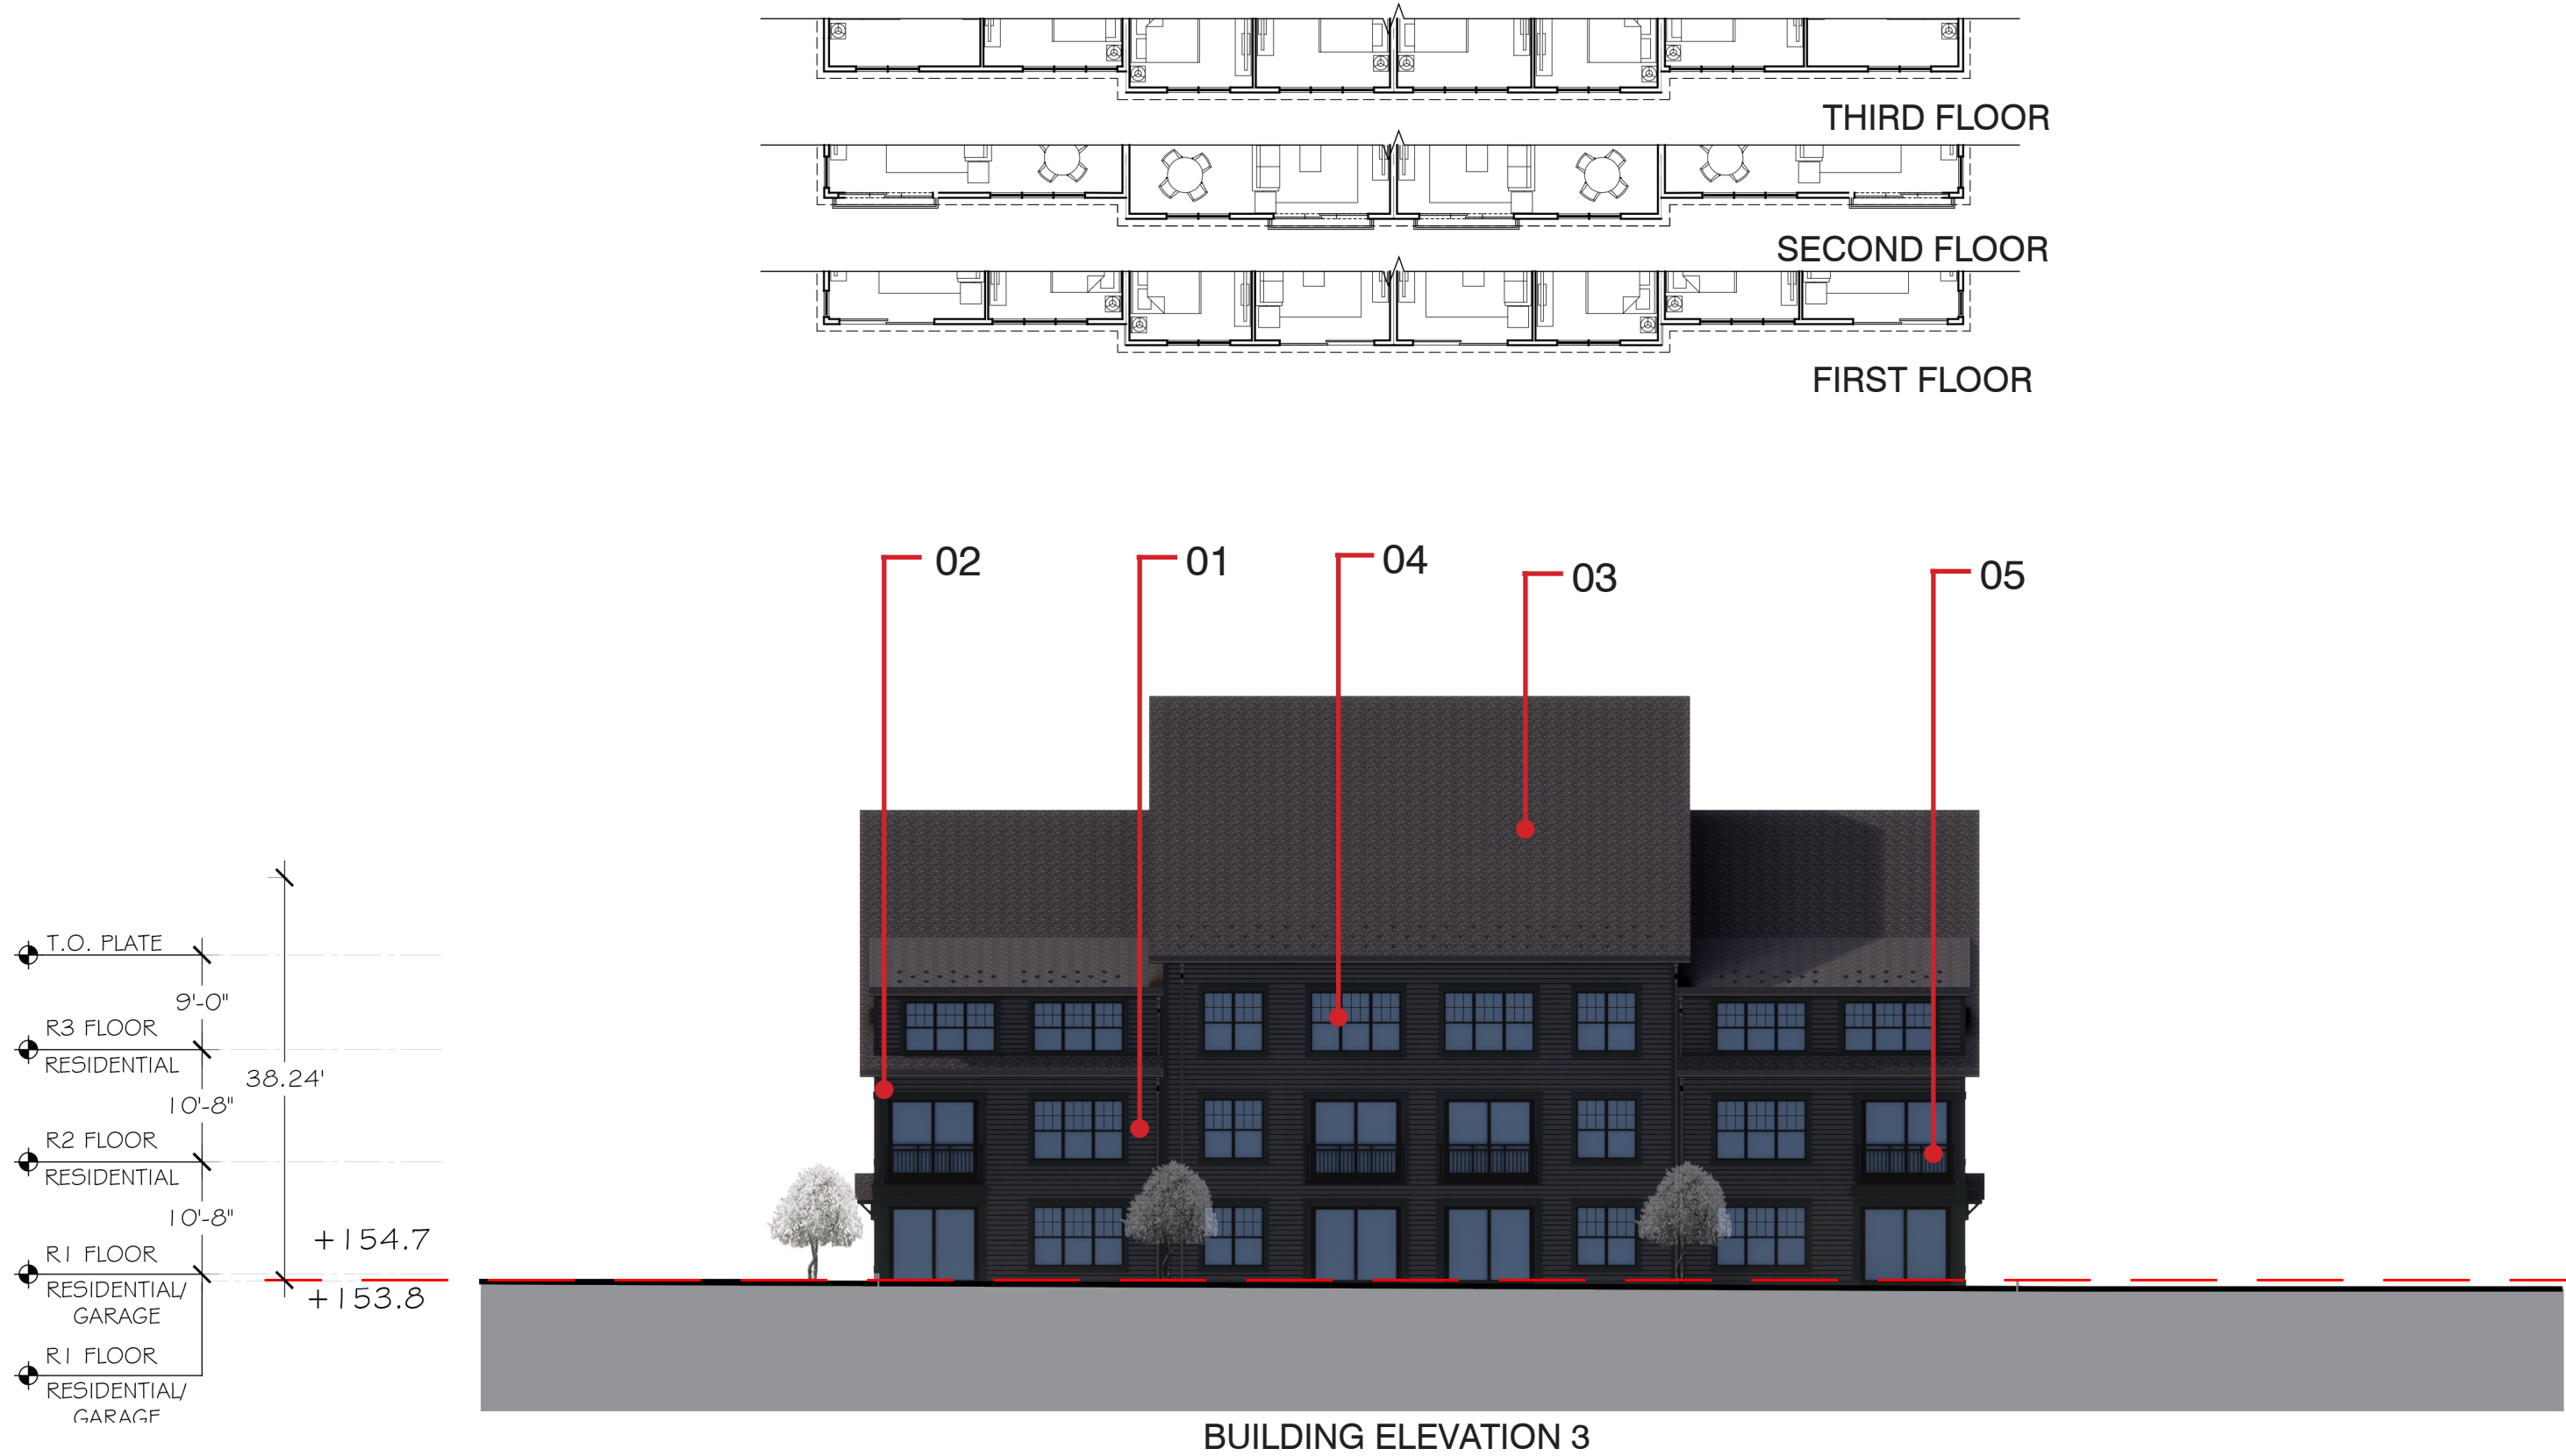 THIRD FLOOR
SECOND FLOOR
FIRST FLOOR
02
01
04
03
05
T.O. PLATE
9'-0"
R3 FLOOR
RESIDENTIAL
38.24'
10'-8"
R2 FLOOR
RESIDENTIAL
10'-8"
+154.7
R1 FLOOR
RESIDENTIAL/
GARAGE
+153.8
R1 FLOOR
RESIDENTIAL/
GARAGE
BUILDING ELEVATION 3